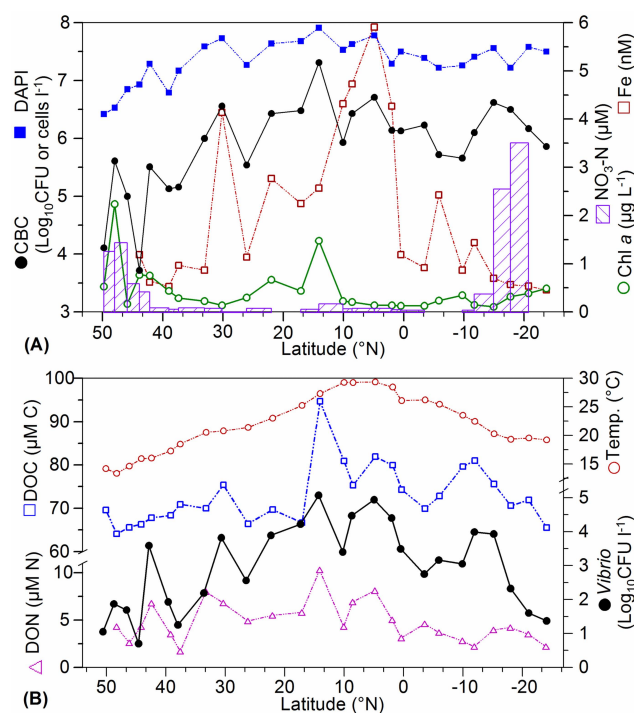 8
7
6
5
4
3
■ DAPI
● CBC
(Log₁₀CFU or cells l⁻¹)
6
5
4
3
2
1
0
□ Fe (nM)
NO₃-N (µM)
○ Chl a (µg L⁻¹)
50 40 30 20 10 0 -10 -20
Latitude (°N)
(A)
100
90
80
70
60
10
5
0
□ DOC (µM C)
△ DON (µM N)
30
25
20
15
5
4
3
2
1
0
○ Temp. (°C)
● Vibrio
(Log₁₀CFU l⁻¹)
50 40 30 20 10 0 -10 -20
Latitude (°N)
(B)